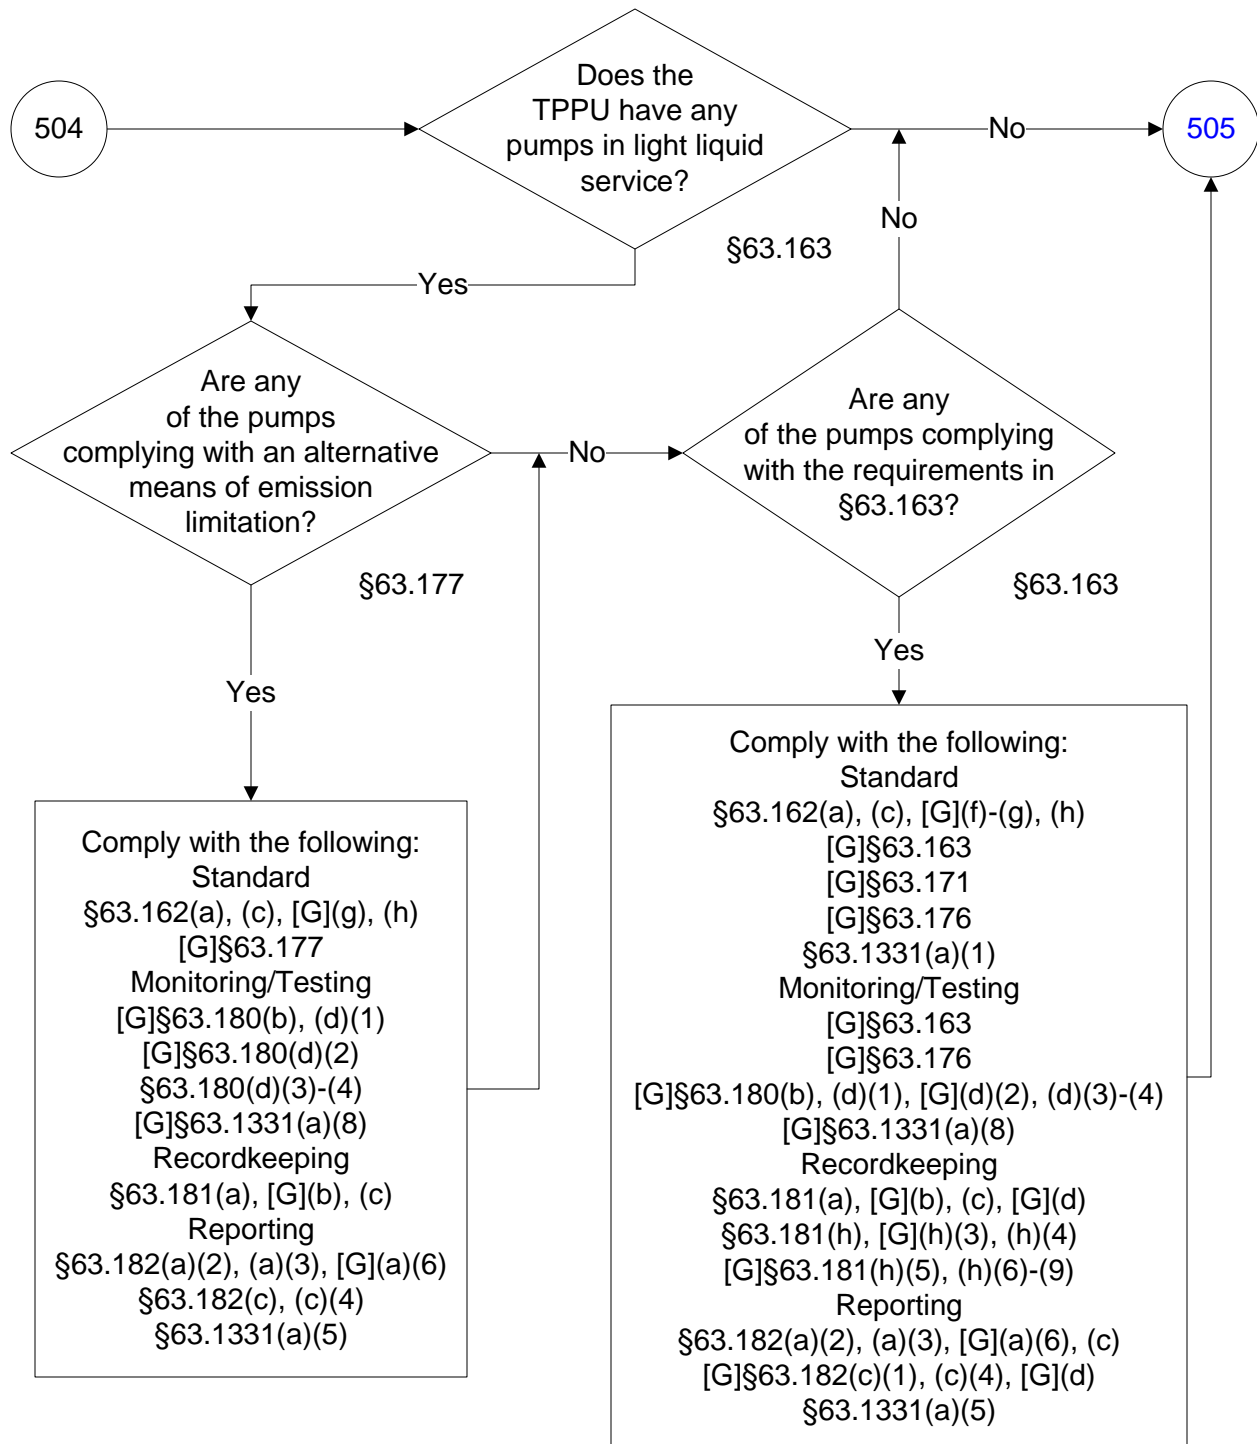 504
Does the
TPPU have any
pumps in light liquid
service?
No
505
§63.163
No
Yes
Are any
of the pumps
complying with an alternative
means of emission
limitation?
No
Are any
of the pumps complying
with the requirements in
§63.163?
§63.177
§63.163
Yes
Yes
Comply with the following:
Standard
§63.162(a), (c), [G](g), (h)
[G]§63.177
Monitoring/Testing
[G]§63.180(b), (d)(1)
[G]§63.180(d)(2)
§63.180(d)(3)-(4)
[G]§63.1331(a)(8)
Recordkeeping
§63.181(a), [G](b), (c)
Reporting
§63.182(a)(2), (a)(3), [G](a)(6)
§63.182(c), (c)(4)
§63.1331(a)(5)
Comply with the following:
Standard
§63.162(a), (c), [G](f)-(g), (h)
[G]§63.163
[G]§63.171
[G]§63.176
§63.1331(a)(1)
Monitoring/Testing
[G]§63.163
[G]§63.176
[G]§63.180(b), (d)(1), [G](d)(2), (d)(3)-(4)
[G]§63.1331(a)(8)
Recordkeeping
§63.181(a), [G](b), (c), [G](d)
§63.181(h), [G](h)(3), (h)(4)
[G]§63.181(h)(5), (h)(6)-(9)
Reporting
§63.182(a)(2), (a)(3), [G](a)(6), (c)
[G]§63.182(c)(1), (c)(4), [G](d)
§63.1331(a)(5)